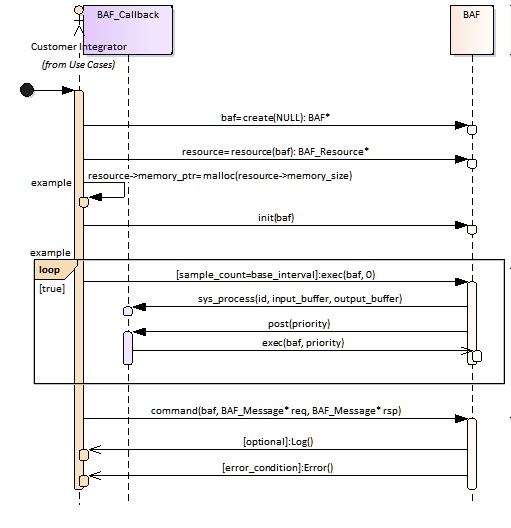 BAF_Callback
BAF
Customer Integrator
(from Use Cases)
baf=create(NULL): BAF*
resource=resource(baf): BAF_Resource*
resource->memory_ptr=malloc(resource->memory_size)
example
init(baf)
example
loop
[sample_count=base_interval]:exec(baf, 0)
[true]
sys_process(id, input_buffer, output_buffer)
post(priority)
exec(baf, priority)
command(baf, BAF_Message* req, BAF_Message* rsp)
[optional]:Log()
[error_condition]:Error()